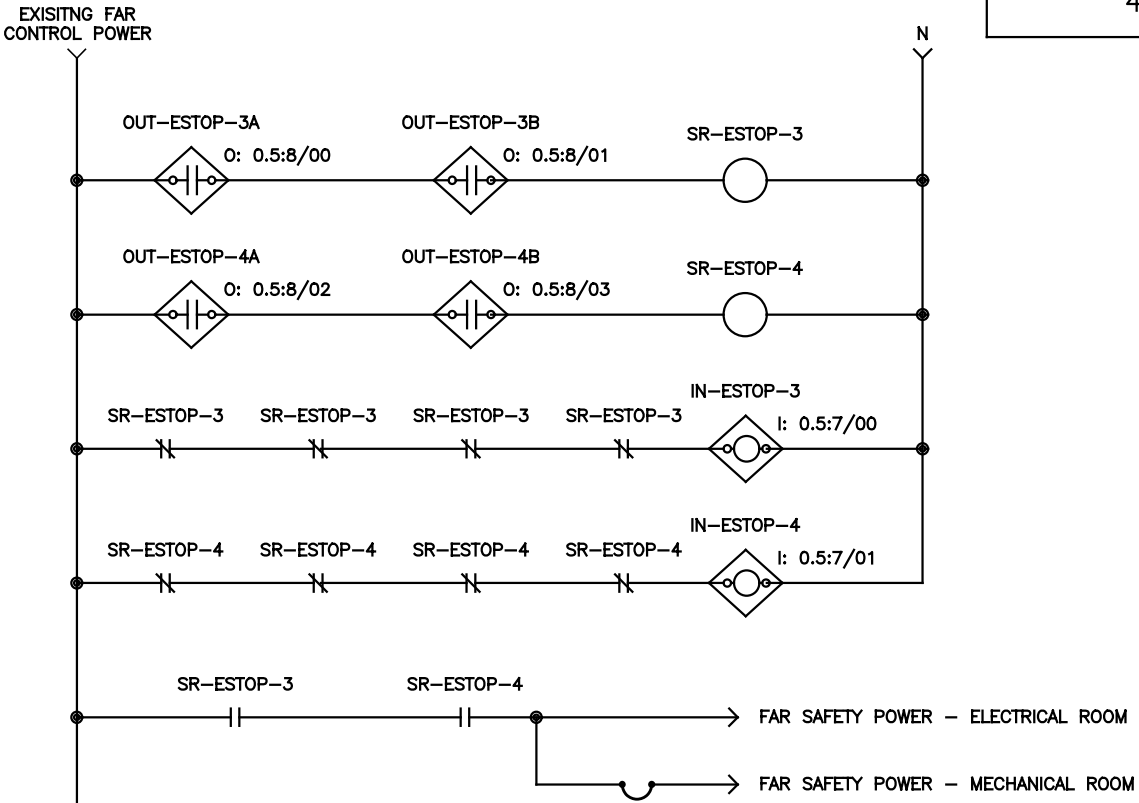 EXISITNG FAR
CONTROL POWER
N
4
OUT-ESTOP-3A
O: 0.5:8/00
OUT-ESTOP-3B
O: 0.5:8/01
SR-ESTOP-3
OUT-ESTOP-4A
O: 0.5:8/02
OUT-ESTOP-4B
O: 0.5:8/03
SR-ESTOP-4
SR-ESTOP-3
SR-ESTOP-3
SR-ESTOP-3
SR-ESTOP-3
IN-ESTOP-3
I: 0.5:7/00
SR-ESTOP-4
SR-ESTOP-4
SR-ESTOP-4
SR-ESTOP-4
IN-ESTOP-4
I: 0.5:7/01
SR-ESTOP-3
SR-ESTOP-4
FAR SAFETY POWER - ELECTRICAL ROOM
FAR SAFETY POWER - MECHANICAL ROOM